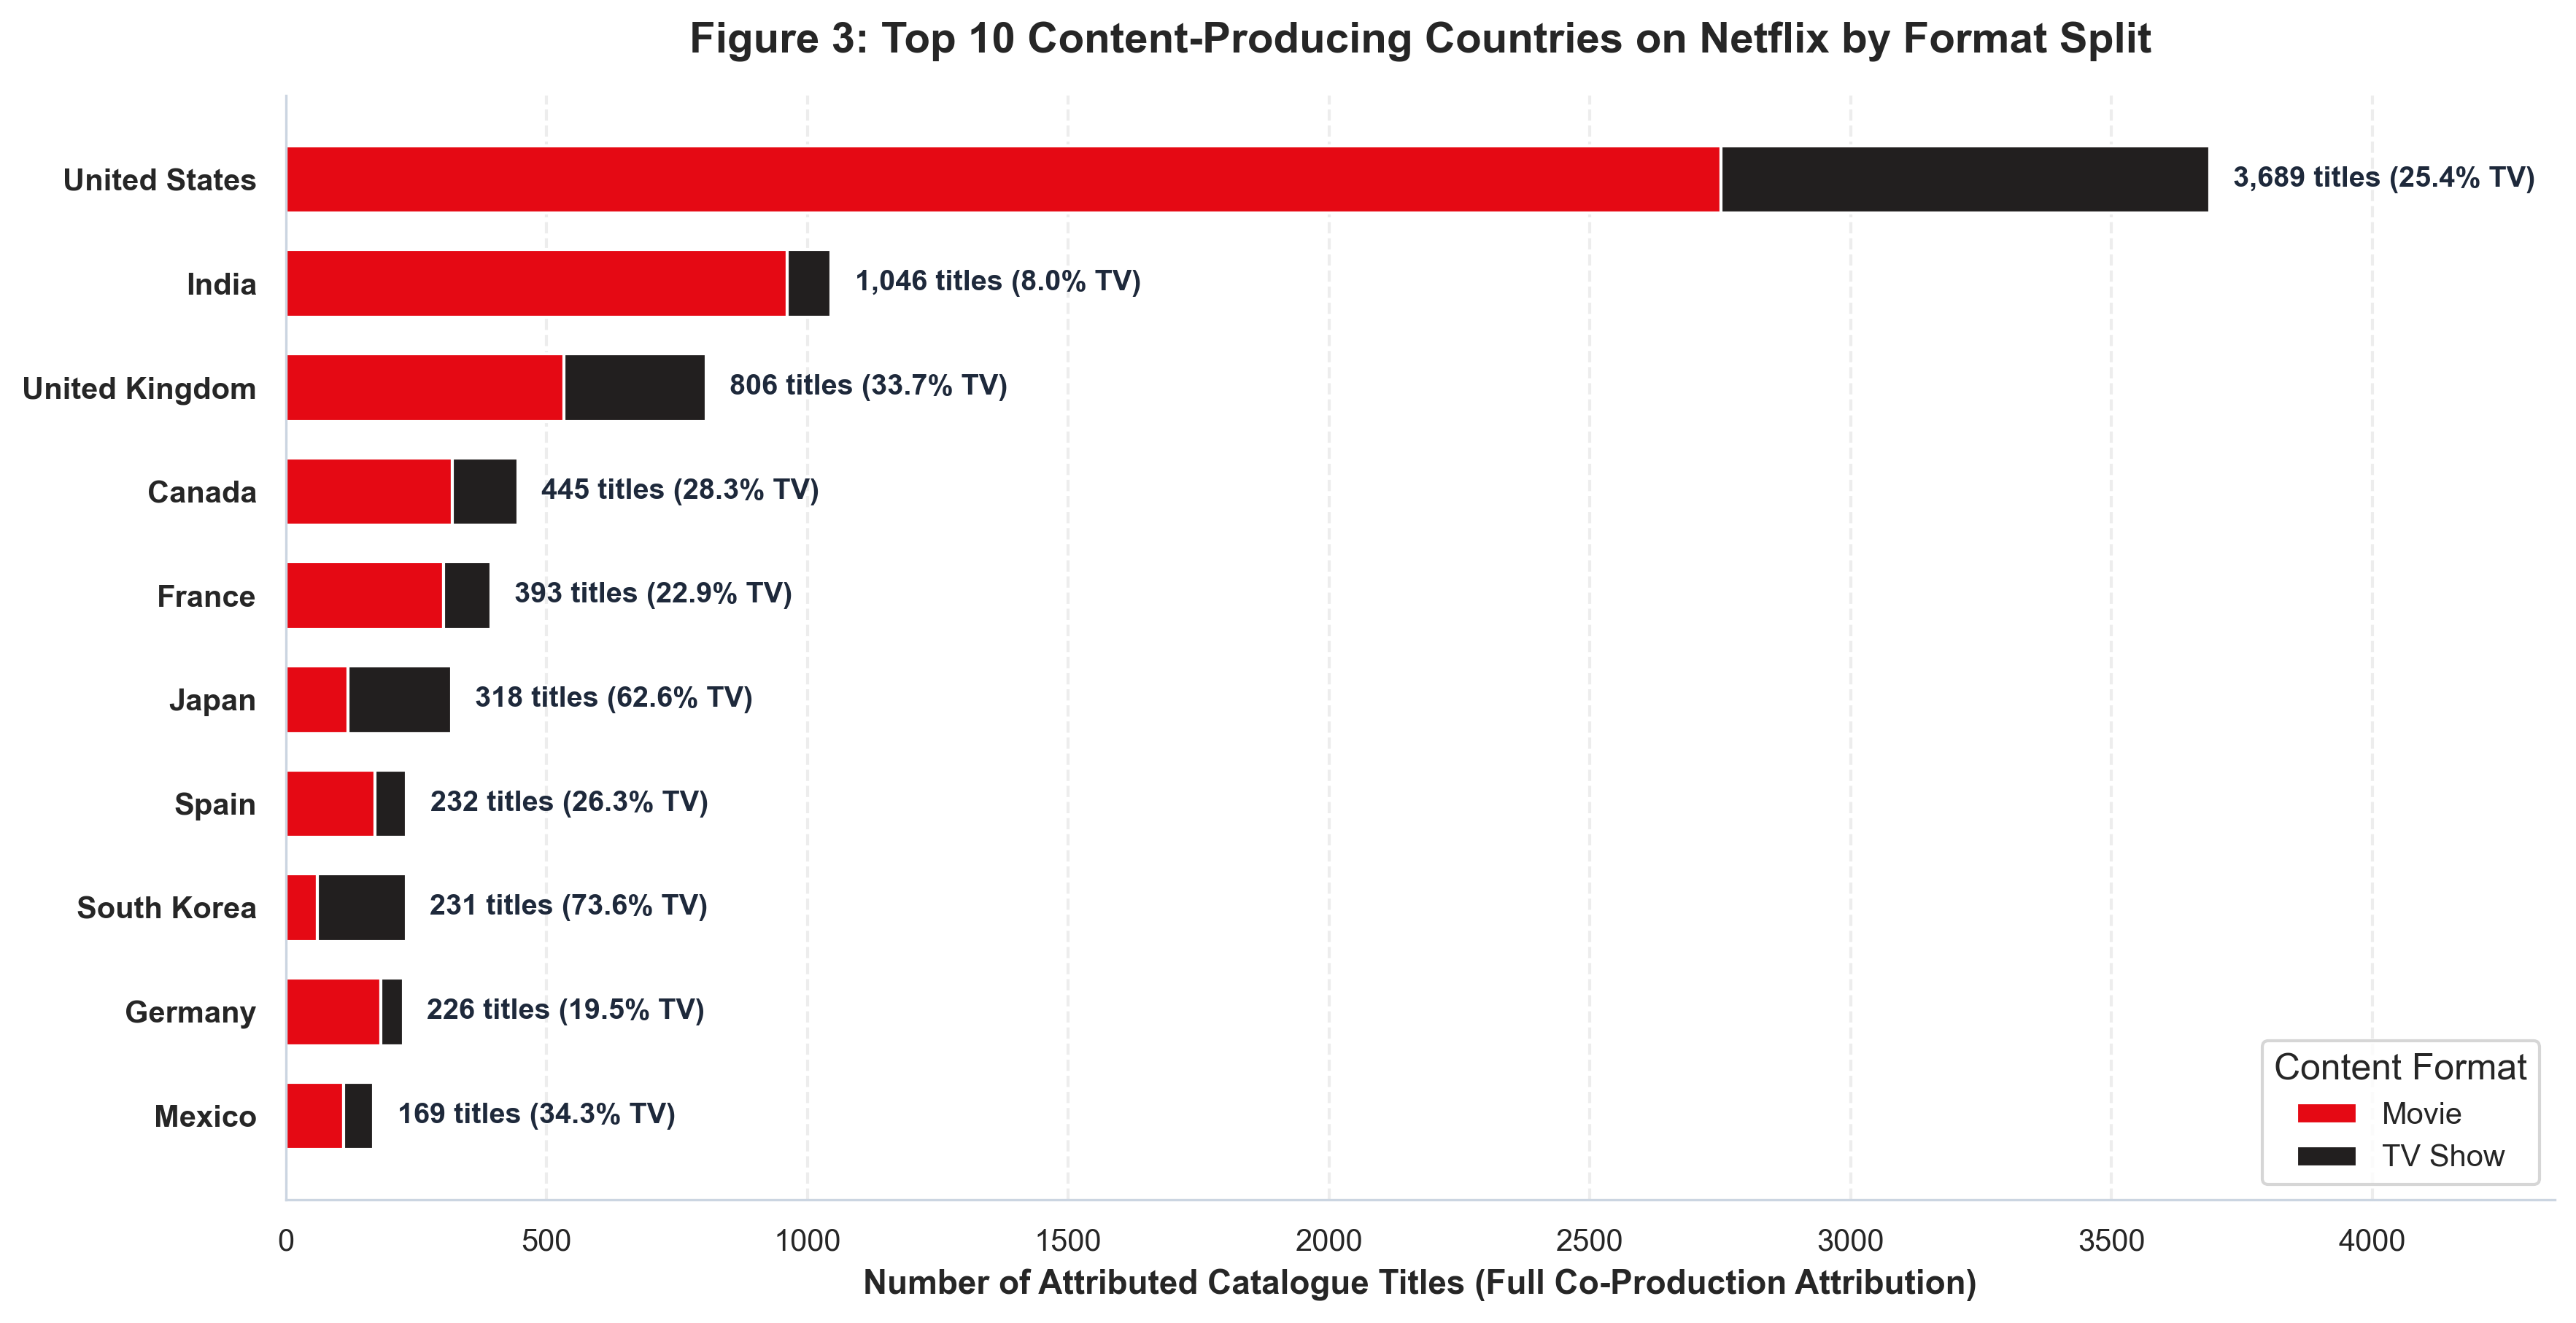 Figure 3: Top 10 Content-Producing Countries on Netflix by Format Split
United States
3,689 titles (25.4% TV)
India
1,046 titles (8.0% TV)
United Kingdom
806 titles (33.7% TV)
Canada
445 titles (28.3% TV)
France
393 titles (22.9% TV)
Japan
318 titles (62.6% TV)
Spain
232 titles (26.3% TV)
South Korea
231 titles (73.6% TV)
Germany
226 titles (19.5% TV)
Mexico
169 titles (34.3% TV)
Content Format
Movie
TV Show
0 500 1000 1500 2000 2500 3000 3500 4000
Number of Attributed Catalogue Titles (Full Co-Production Attribution)